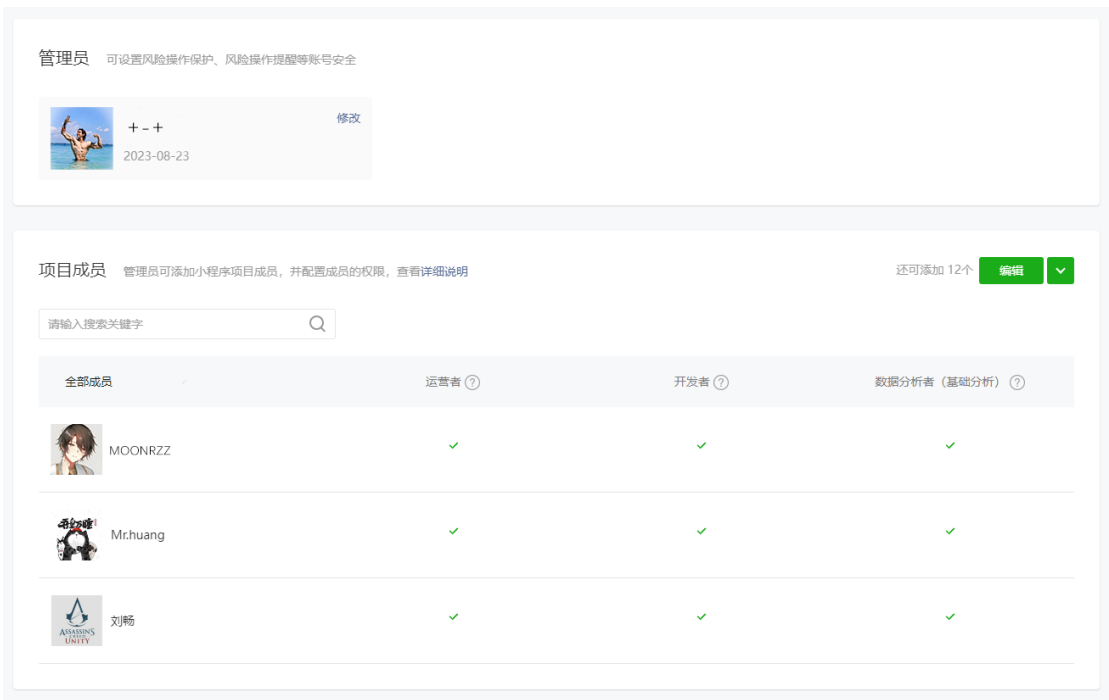 管理员 可设置风险操作保护、风险操作提醒等账号安全
+-+ 修改
2023-08-23
项目成员 管理员可添加小程序项目成员，并配置成员的权限，查看详细说明 还可添加 12个 编辑
请输入搜索关键字
全部成员 运营者 ? 开发者 ? 数据分析者（基础分析） ?
MOONRZZ
Mr.huang
刘畅
ASSASSIN'S
CREED
UNITY